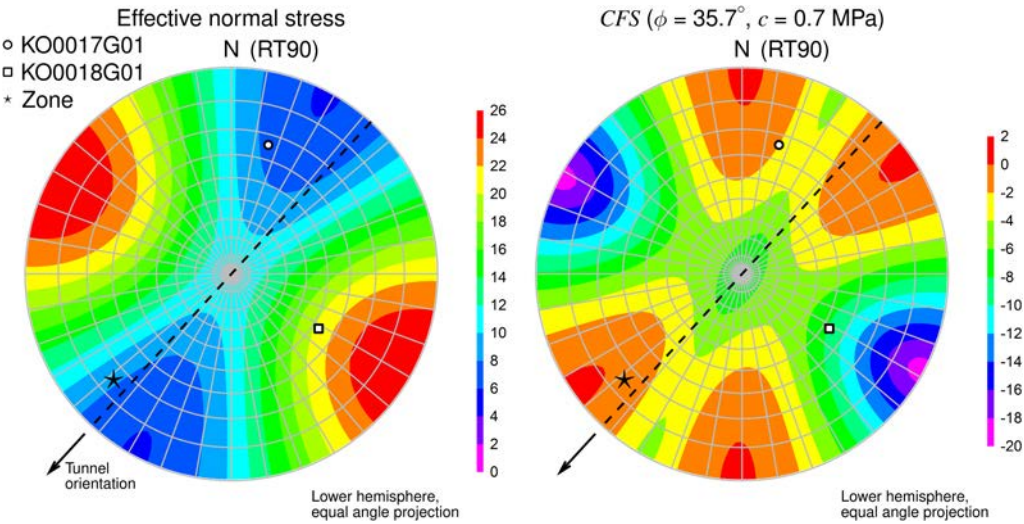 Effective normal stress
KO0017G01
KO0018G01
Zone
N (RT90)
26
24
22
20
18
16
14
12
10
8
6
4
2
0
Tunnel
orientation
Lower hemisphere,
equal angle projection
CFS (ϕ = 35.7°, c = 0.7 MPa)
N (RT90)
2
0
-2
-4
-6
-8
-10
-12
-14
-16
-18
-20
Lower hemisphere,
equal angle projection